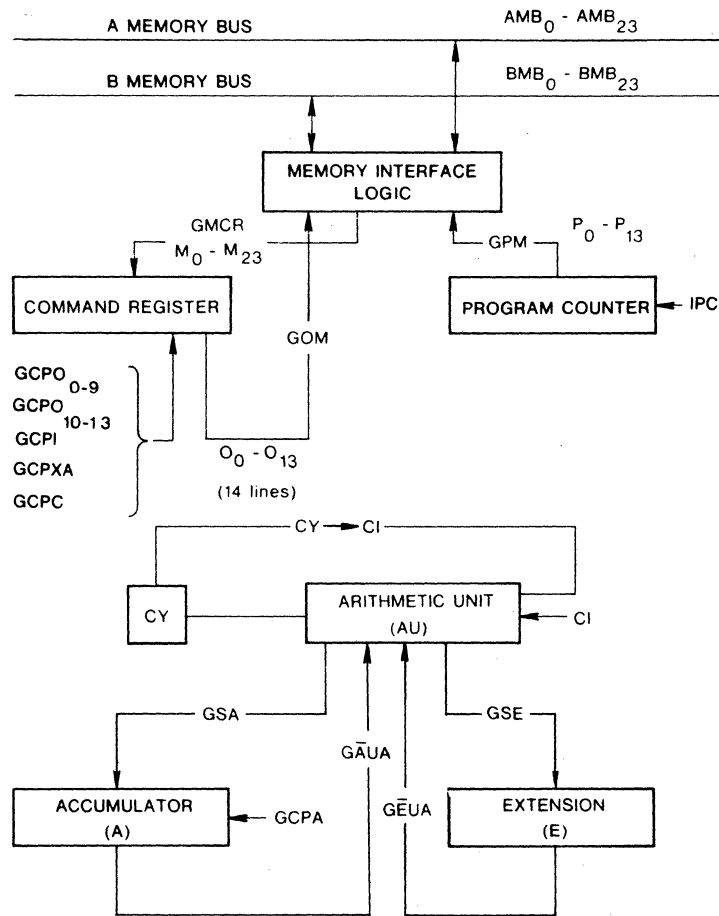 A MEMORY BUS
AMB0 - AMB23
B MEMORY BUS
BMB0 - BMB23
MEMORY INTERFACE
LOGIC
GMCR
M0 - M23
P0 - P13
GPM
COMMAND REGISTER
PROGRAM COUNTER
IPC
GOM
GCPO0-9
GCPO10-13
GCPI
GCPXA
GCPC
O0 - O13
(14 lines)
CY CI
CY
ARITHMETIC UNIT
(AU)
CI
GSA
GSE
GĀUA
GĒUA
ACCUMULATOR
(A)
GCPA
EXTENSION
(E)